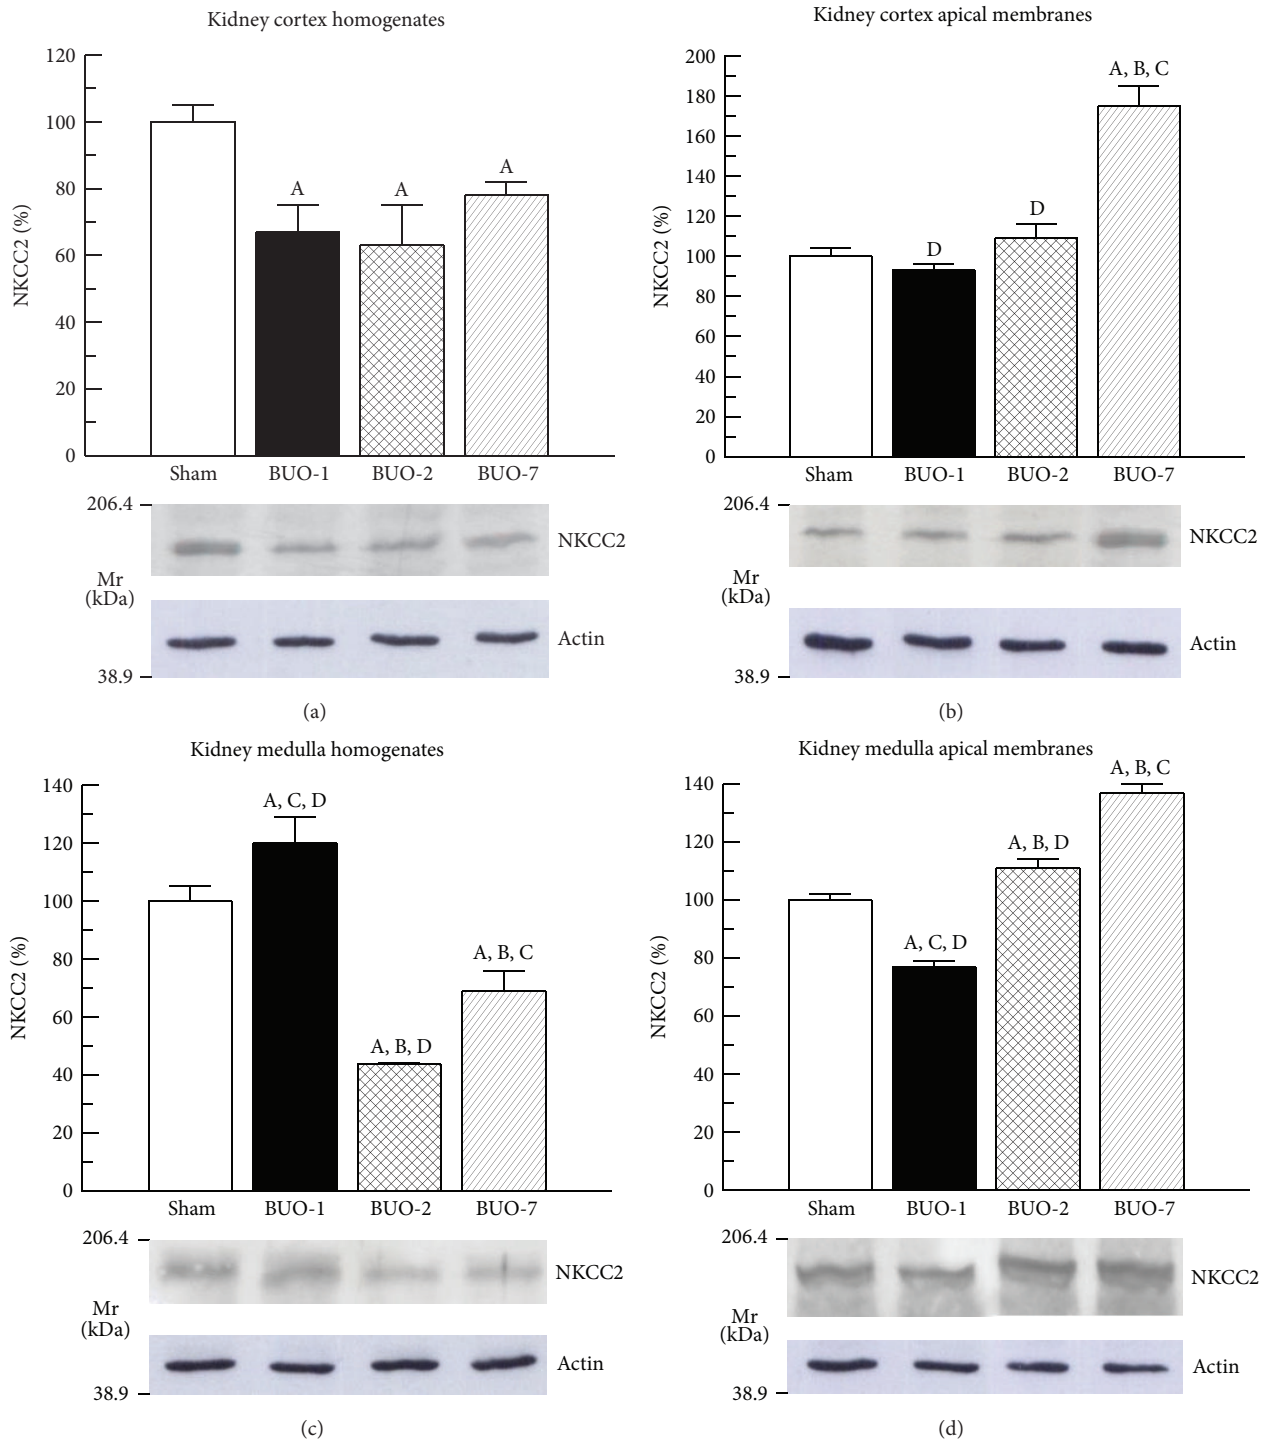 Kidney cortex homogenates
120
100
80
60
40
20
0
NKCC2 (%)
A
A
A
Sham BUO-1 BUO-2 BUO-7
206.4
NKCC2
Mr
(kDa)
Actin
38.9
(a)
Kidney cortex apical membranes
200
180
160
140
120
100
80
60
40
20
0
NKCC2 (%)
D
D
A, B, C
Sham BUO-1 BUO-2 BUO-7
206.4
NKCC2
Mr
(kDa)
Actin
38.9
(b)
Kidney medulla homogenates
140
120
100
80
60
40
20
0
NKCC2 (%)
A, C, D
A, B, D
A, B, C
Sham BUO-1 BUO-2 BUO-7
206.4
NKCC2
Mr
(kDa)
Actin
38.9
(c)
Kidney medulla apical membranes
140
120
100
80
60
40
20
0
NKCC2 (%)
A, C, D
A, B, D
A, B, C
Sham BUO-1 BUO-2 BUO-7
206.4
NKCC2
Mr
(kDa)
Actin
38.9
(d)